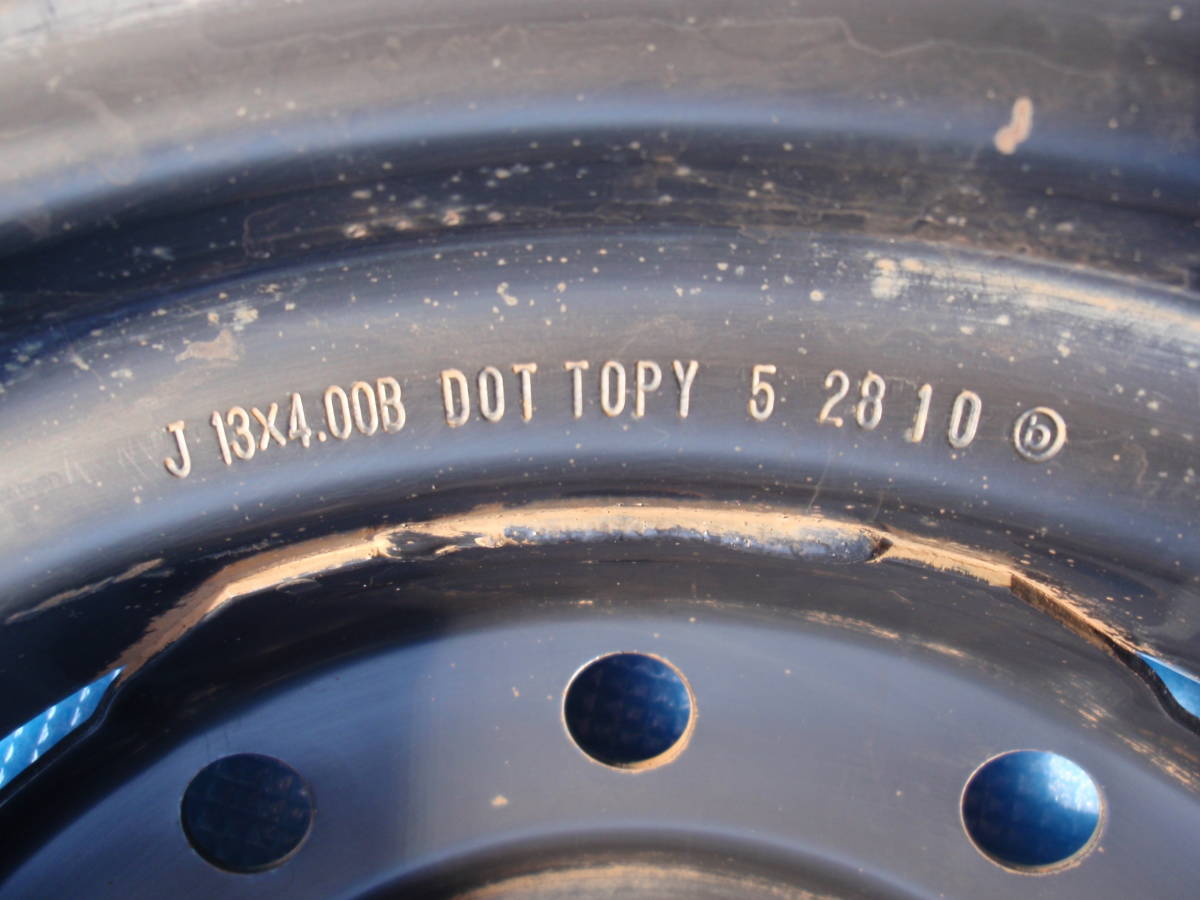 J 13X4.00B DOT TOPY 5 28 10 ⓑ